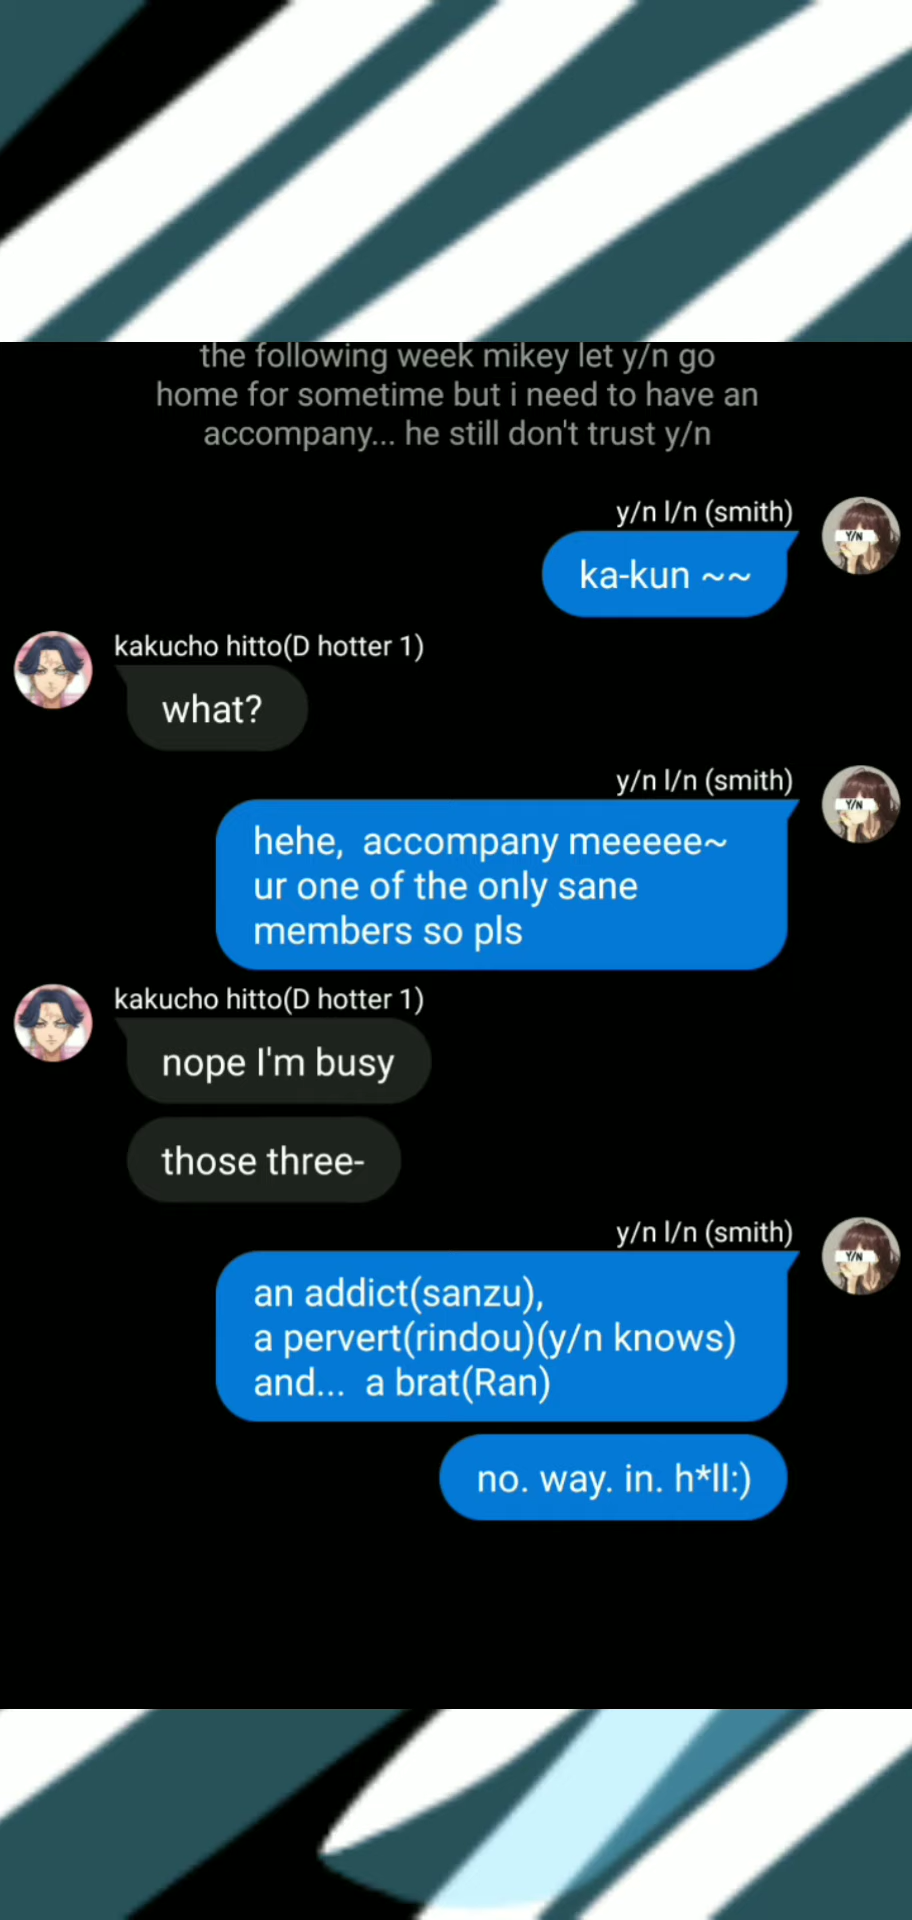 the following week mikey let y/n go
home for sometime but i need to have an
accompany... he still don't trust y/n
y/n l/n (smith)
Y/N
ka-kun ~~
kakucho hitto(D hotter 1)
what?
y/n l/n (smith)
Y/N
hehe,  accompany meeeee~
ur one of the only sane
members so pls
kakucho hitto(D hotter 1)
nope I'm busy
those three-
y/n l/n (smith)
Y/N
an addict(sanzu),
a pervert(rindou)(y/n knows)
and...  a brat(Ran)
no. way. in. h*ll:)